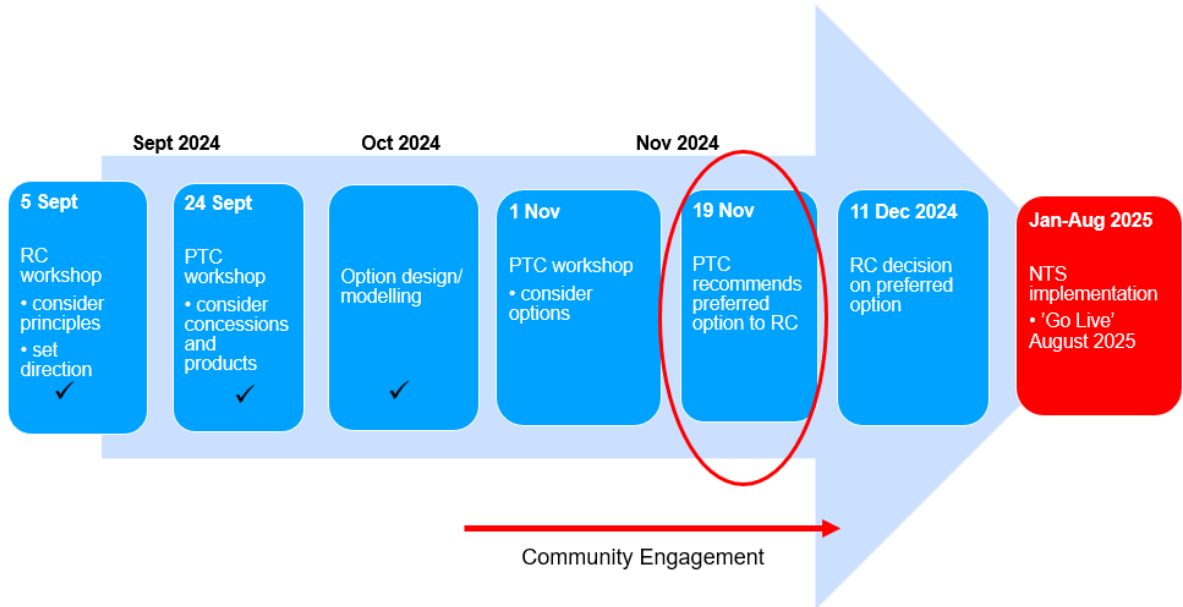 Sept 2024
Oct 2024
Nov 2024
5 Sept
RC
workshop
• consider
principles
• set
direction
✓
24 Sept
PTC
workshop
• consider
concessions
and
products
✓
Option design/
modelling
✓
1 Nov
PTC workshop
• consider
options
19 Nov
PTC
recommends
preferred
option to RC
11 Dec 2024
RC decision
on preferred
option
Jan-Aug 2025
NTS
implementation
• 'Go Live'
August 2025
Community Engagement